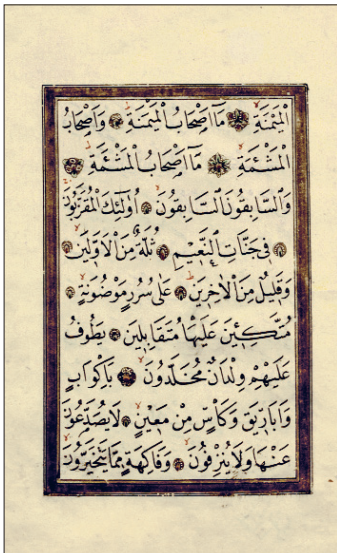 الْمَيْمَنَةِ مَآ اَصْحَابُ الْمَيْمَنَةِ وَاَصْحَابُ
الْمَشْـَٔمَةِ مَآ اَصْحَابُ الْمَشْـَٔمَةِ
وَالسَّابِقُونَ السَّابِقُونَ اُوْلٰٓئِكَ الْمُقَرَّبُونَ
فِى جَنَّاتِ النَّعِيمِ ثُلَّةٌ مِنَ الْاَوَّلِينَ
وَقَلِيلٌ مِنَ الْاٰخِرِينَ عَلٰى سُرُرٍ مَوْضُونَةٍ
مُتَّكِـِٔينَ عَلَيْهَا مُتَقَابِلِينَ يَطُوفُ
عَلَيْهِمْ وِلْدَانٌ مُخَلَّدُونَ بِاَكْوَابٍ
وَاَبَارِيقَ وَكَاْسٍ مِنْ مَعِينٍ لَا يُصَدَّعُونَ
عَنْهَا وَلَا يُنْزِفُونَ وَفَاكِهَةٍ مِمَّا يَتَخَيَّرُونَ